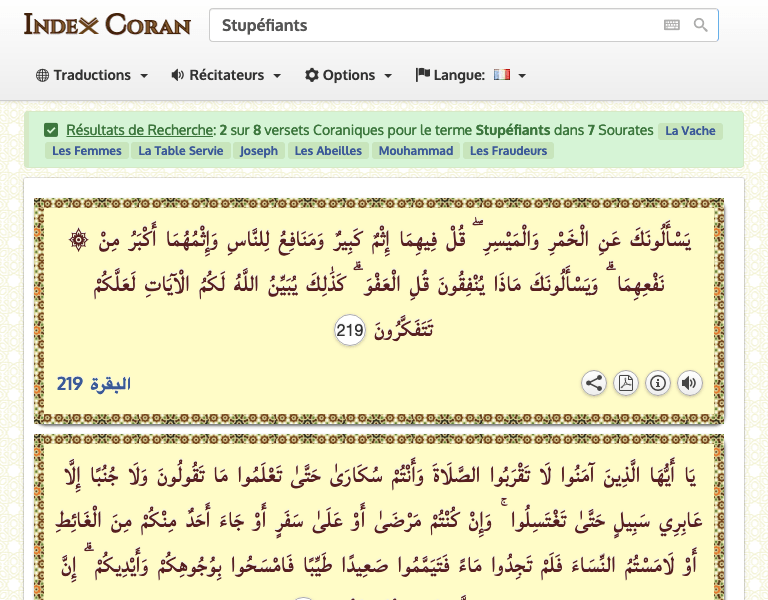 INDEX CORAN
Stupéfiants
Traductions
Récitateurs
Options
Langue:
Résultats de Recherche: 2 sur 8 versets Coraniques pour le terme Stupéfiants dans 7 Sourates La Vache
Les Femmes La Table Servie Joseph Les Abeilles Mouhammad Les Fraudeurs
۞ يَسْأَلُونَكَ عَنِ الْخَمْرِ وَالْمَيْسِرِ ۖ قُلْ فِيهِمَا إِثْمٌ كَبِيرٌ وَمَنَافِعُ لِلنَّاسِ وَإِثْمُهُمَا أَكْبَرُ مِنْ
نَفْعِهِمَا ۗ وَيَسْأَلُونَكَ مَاذَا يُنْفِقُونَ قُلِ الْعَفْوَ ۗ كَذَٰلِكَ يُبَيِّنُ اللَّهُ لَكُمُ الْآيَاتِ لَعَلَّكُمْ
تَتَفَكَّرُونَ 219
البقرة 219
يَا أَيُّهَا الَّذِينَ آمَنُوا لَا تَقْرَبُوا الصَّلَاةَ وَأَنْتُمْ سُكَارَىٰ حَتَّىٰ تَعْلَمُوا مَا تَقُولُونَ وَلَا جُنُبًا إِلَّا
عَابِرِي سَبِيلٍ حَتَّىٰ تَغْتَسِلُوا ۚ وَإِنْ كُنْتُمْ مَرْضَىٰ أَوْ عَلَىٰ سَفَرٍ أَوْ جَاءَ أَحَدٌ مِنْكُمْ مِنَ الْغَائِطِ
أَوْ لَامَسْتُمُ النِّسَاءَ فَلَمْ تَجِدُوا مَاءً فَتَيَمَّمُوا صَعِيدًا طَيِّبًا فَامْسَحُوا بِوُجُوهِكُمْ وَأَيْدِيكُمْ ۗ إِنَّ